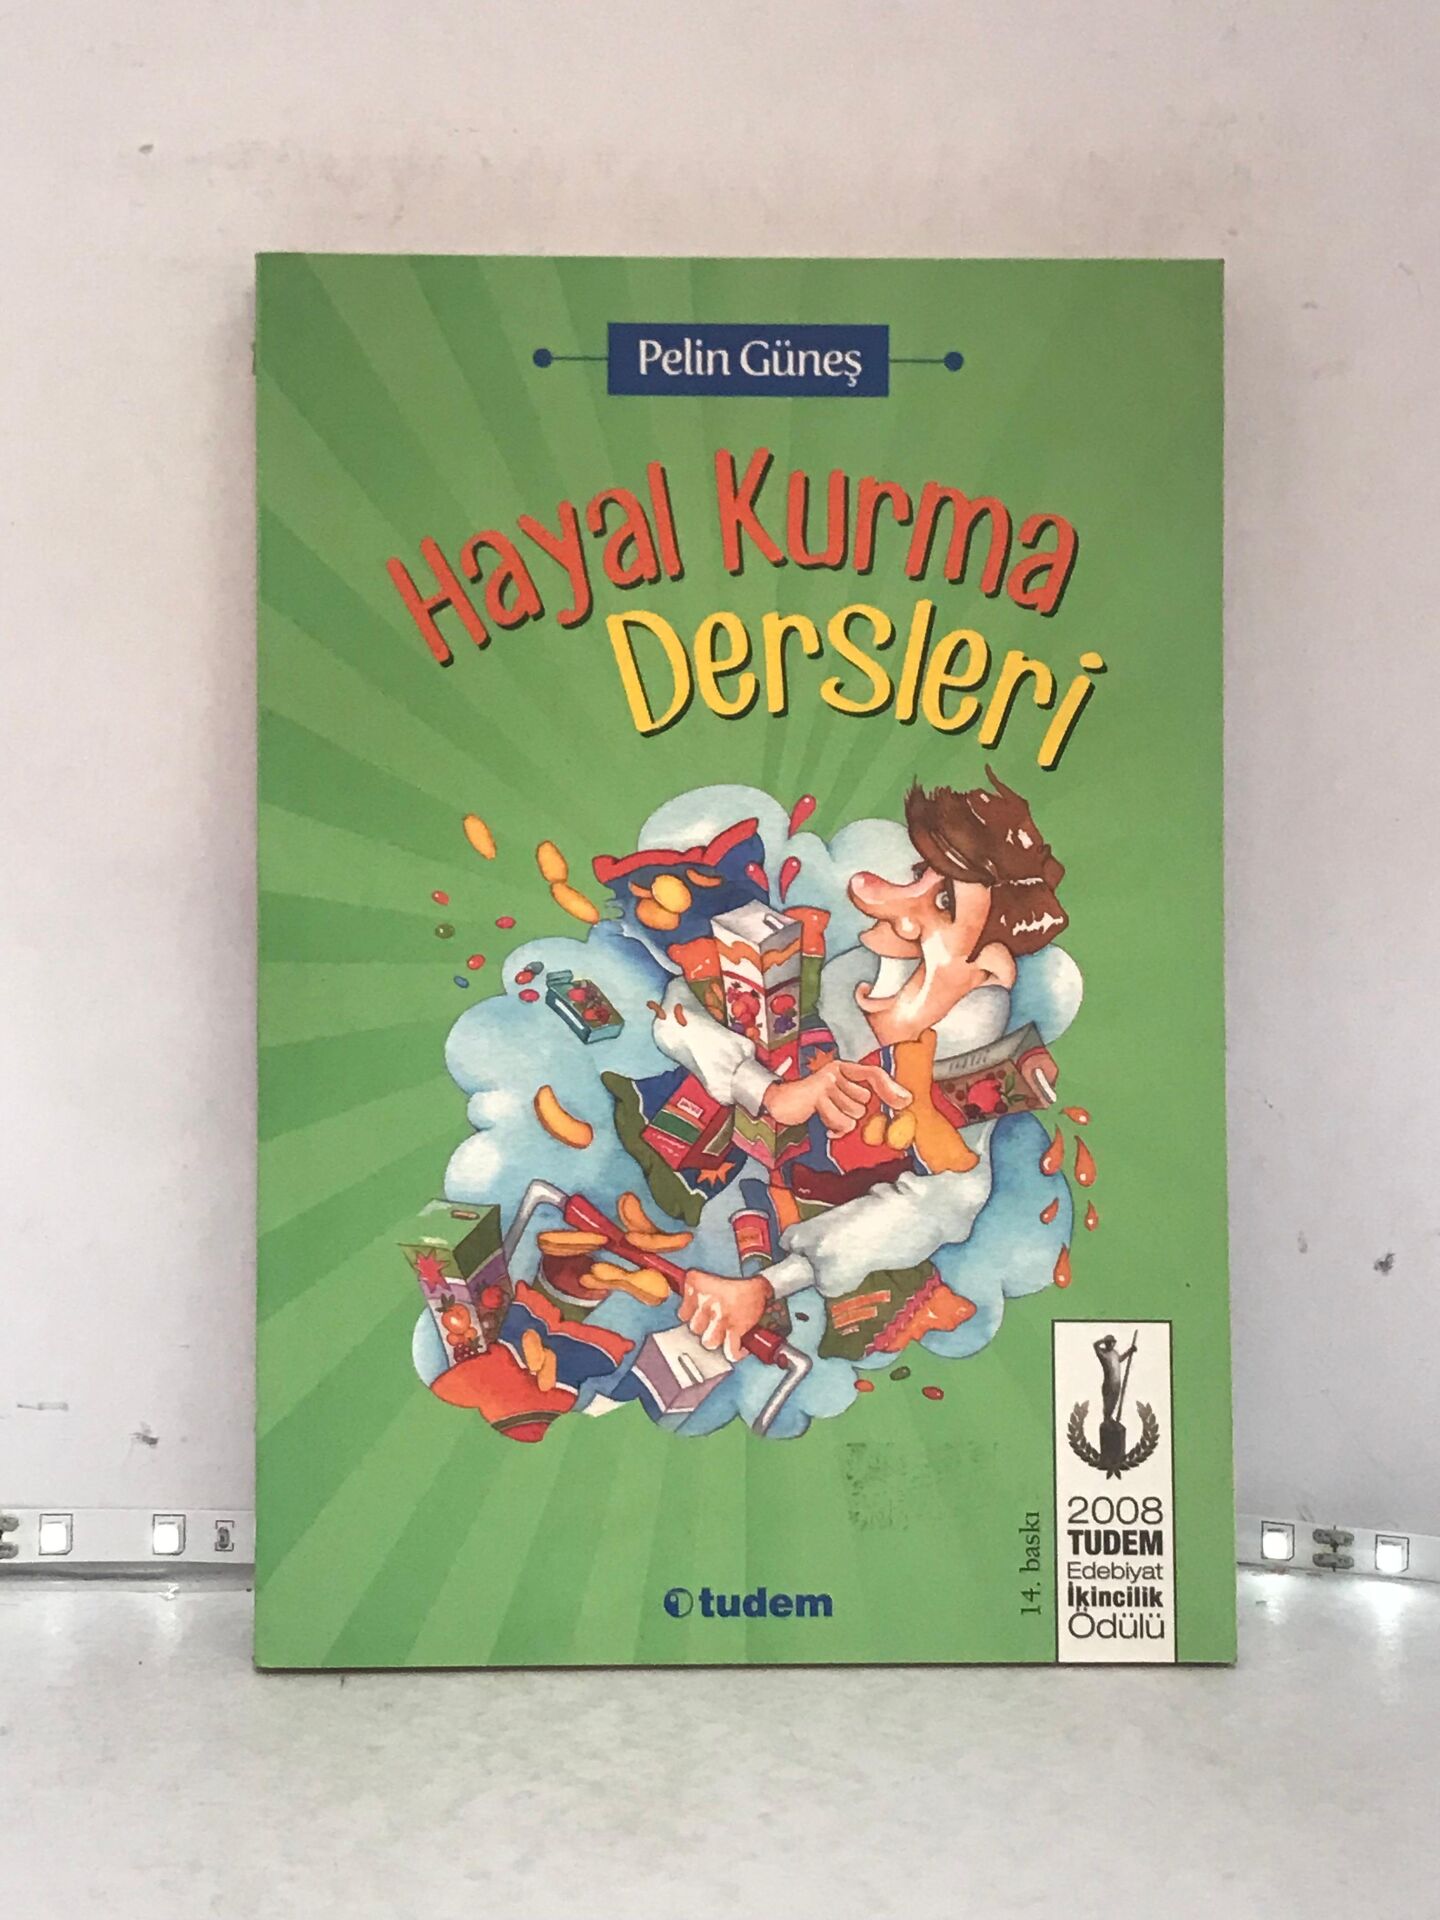 Pelin Güneş
Hayal Kurma
Dersleri
14. baskı
2008
TUDEM
Edebiyat
İkincilik
Ödülü
tudem